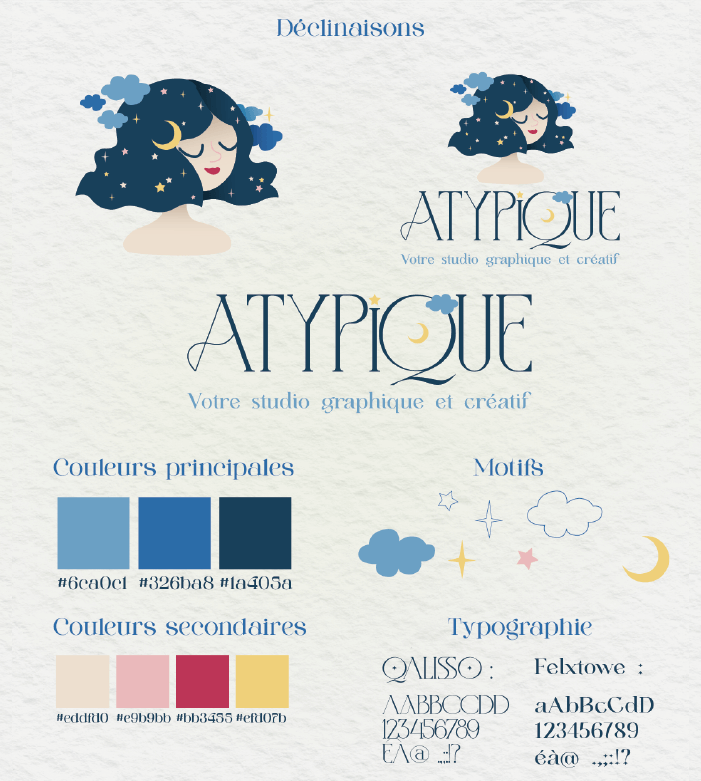 Déclinaisons
ATYPiQUE
Votre studio graphique et créatif
ATYPiQUE
Votre studio graphique et créatif
Couleurs principales
#6ca0c1 #326ba8 #1a405a
Motifs
Couleurs secondaires
#e9b9bb #bb3455 #efd07b
Typographie
QALISSO :
AABBCCDD
123456789
ÉÀ@ .,;:!?
Felxtowe :
aAbBcCdD
123456789
éà@ .,;:!?